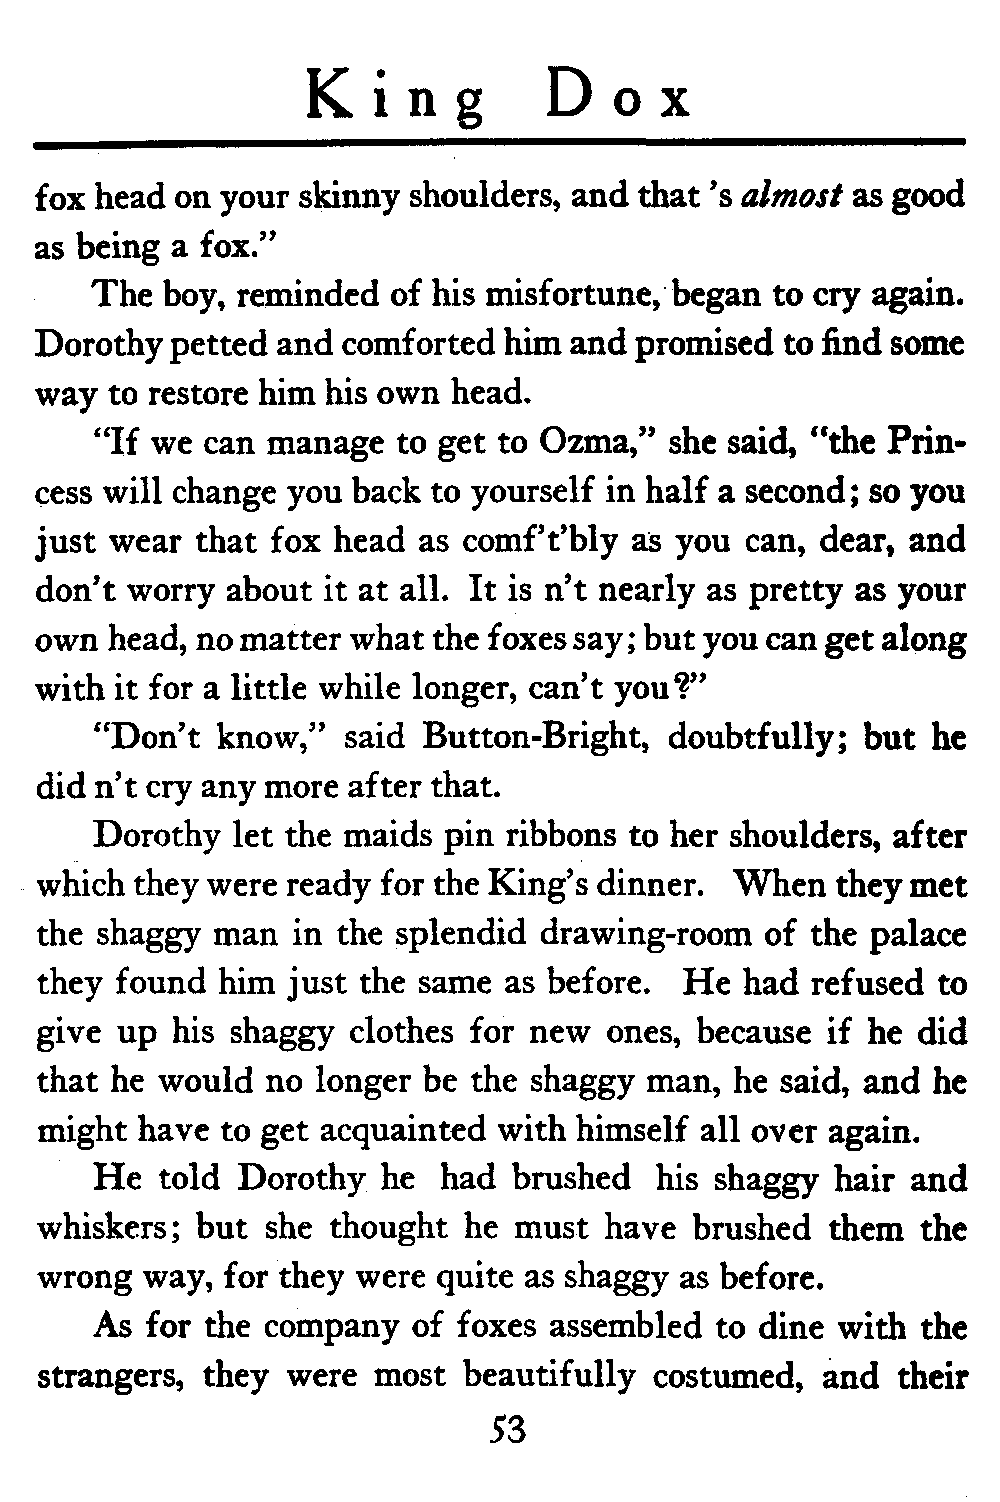 King Dox
fox head on your skinny shoulders, and that 's almost as good
as being a fox.”
The boy, reminded of his misfortune, began to cry again.
Dorothy petted and comforted him and promised to find some
way to restore him his own head.
“If we can manage to get to Ozma,” she said, “the Prin-
cess will change you back to yourself in half a second; so you
just wear that fox head as comf’t’bly as you can, dear, and
don’t worry about it at all. It is n’t nearly as pretty as your
own head, no matter what the foxes say; but you can get along
with it for a little while longer, can’t you?”
“Don’t know,” said Button-Bright, doubtfully; but he
did n’t cry any more after that.
Dorothy let the maids pin ribbons to her shoulders, after
which they were ready for the King’s dinner. When they met
the shaggy man in the splendid drawing-room of the palace
they found him just the same as before. He had refused to
give up his shaggy clothes for new ones, because if he did
that he would no longer be the shaggy man, he said, and he
might have to get acquainted with himself all over again.
He told Dorothy he had brushed his shaggy hair and
whiskers; but she thought he must have brushed them the
wrong way, for they were quite as shaggy as before.
As for the company of foxes assembled to dine with the
strangers, they were most beautifully costumed, and their
53